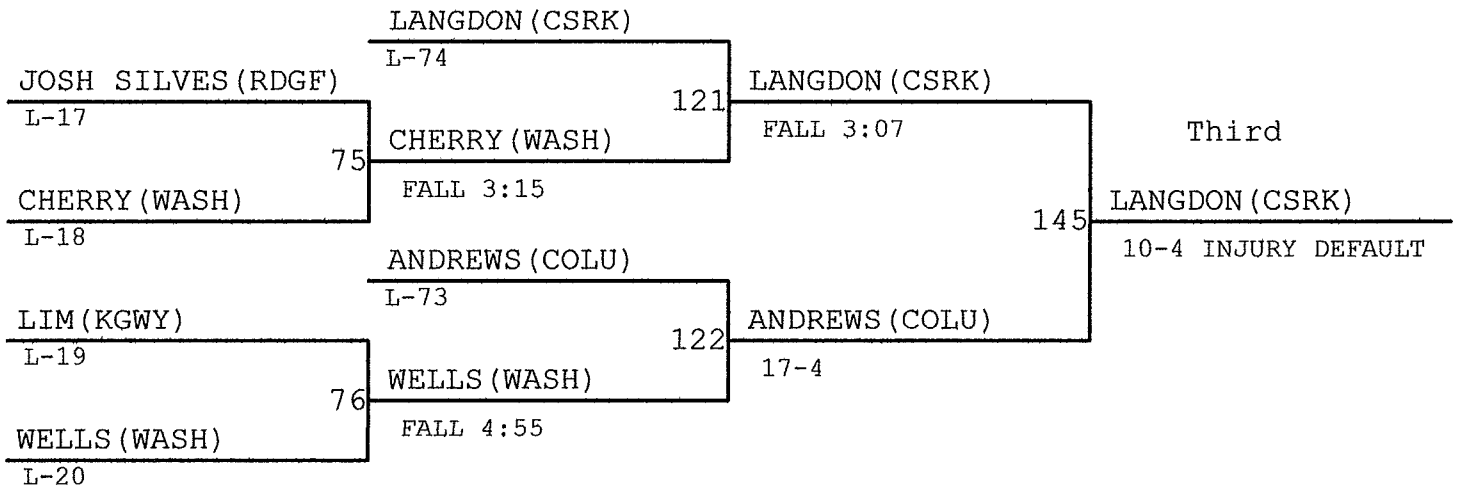 LANGDON(CSRK)
L-74
JOSH SILVES(RDGF)
L-17
121
LANGDON(CSRK)
FALL 3:07
Third
75
CHERRY(WASH)
FALL 3:15
CHERRY(WASH)
L-18
145
LANGDON(CSRK)
10-4 INJURY DEFAULT
ANDREWS(COLU)
L-73
LIM(KGWY)
L-19
122
ANDREWS(COLU)
17-4
76
WELLS(WASH)
FALL 4:55
WELLS(WASH)
L-20